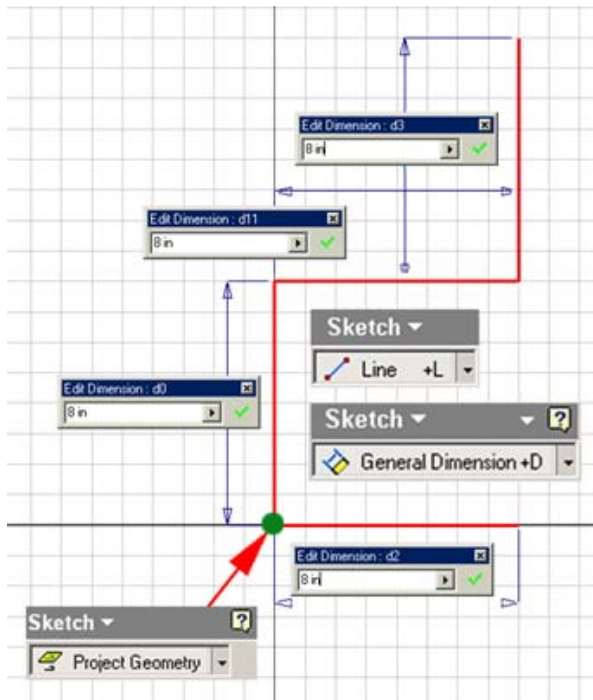 Edit Dimension : d3
8 in
Edit Dimension : d11
8 in
Sketch
Line +L
Edit Dimension : d0
8 in
Sketch
General Dimension +D
Edit Dimension : d2
8 in
Sketch
Project Geometry